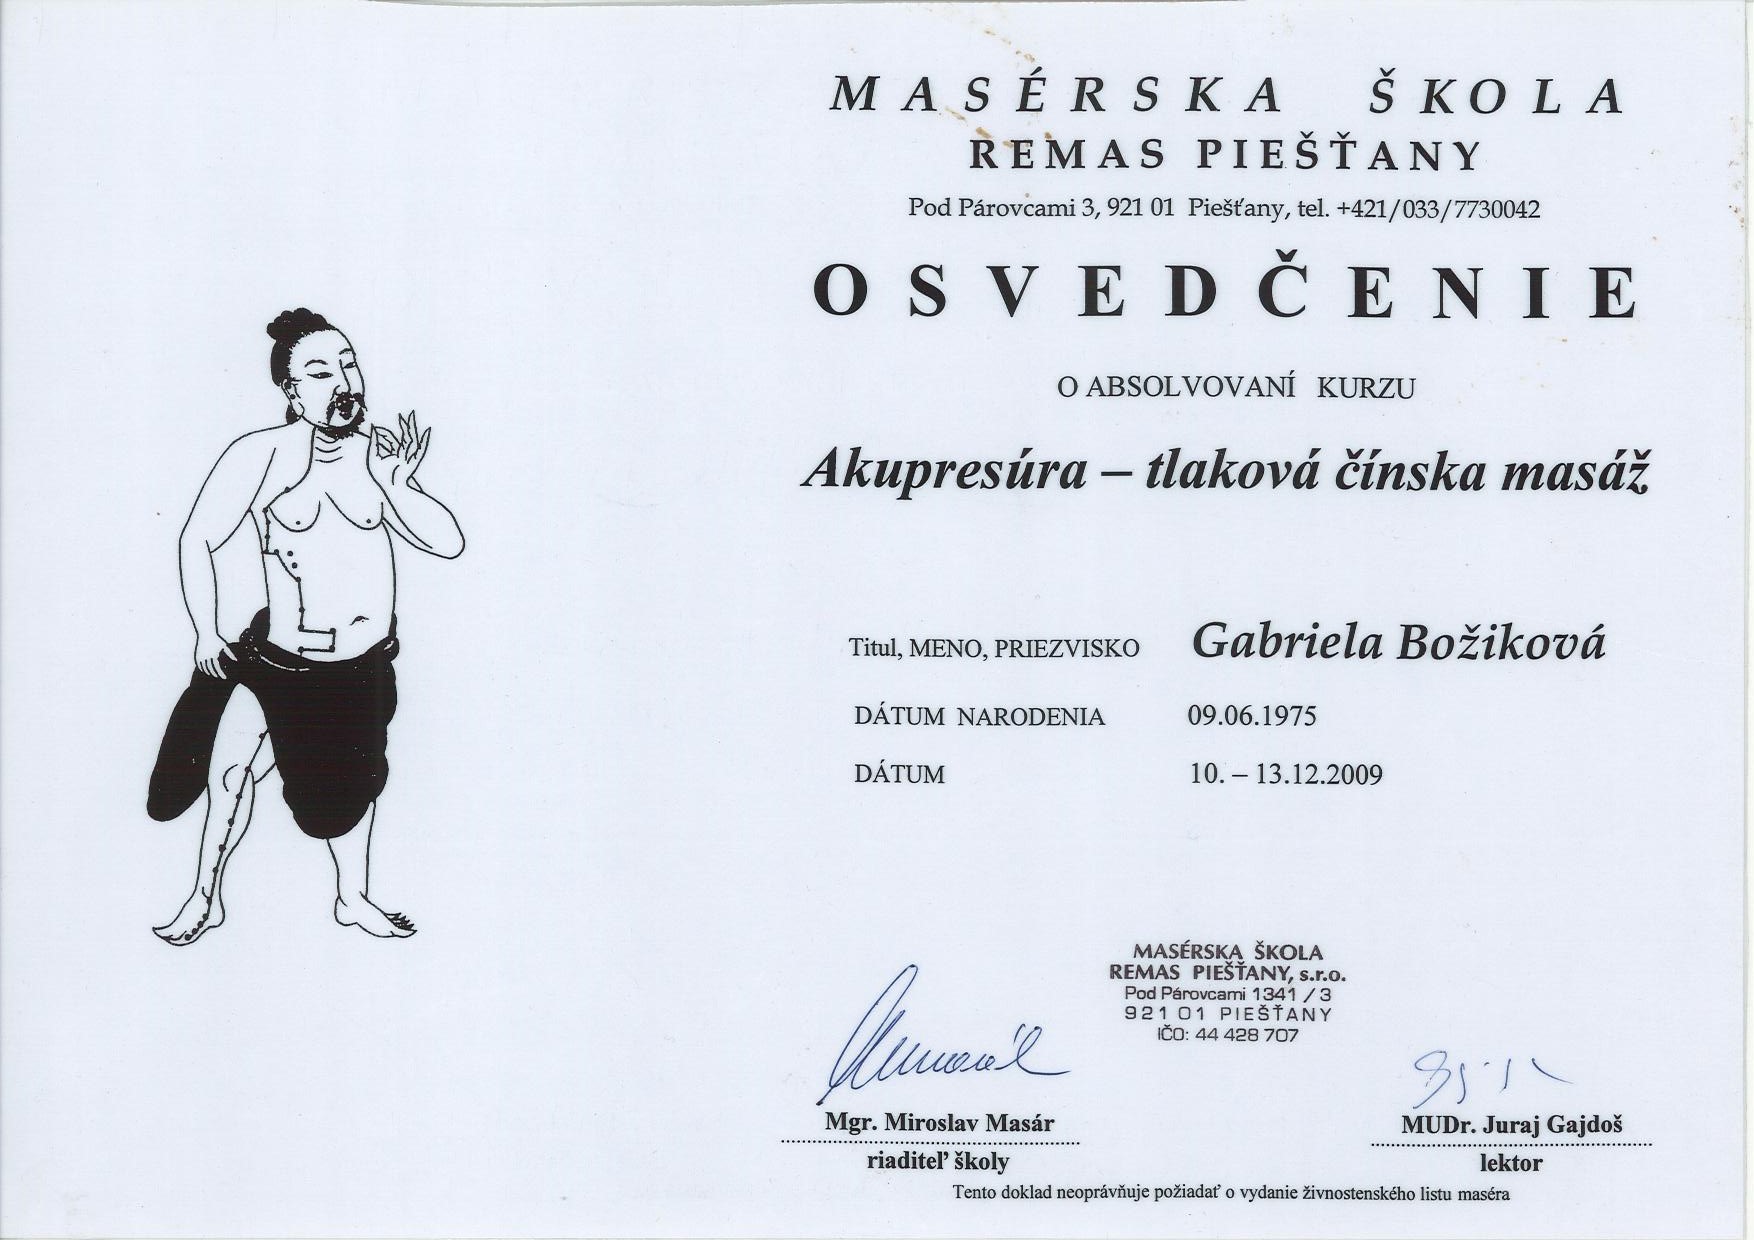 MASÉRSKA ŠKOLA
REMAS PIEŠŤANY
Pod Párovcami 3, 921 01 Piešťany, tel. +421/033/7730042
OSVEDČENIE
O ABSOLVOVANÍ KURZU
Akupresúra – tlaková čínska masáž
Titul, MENO, PRIEZVISKO Gabriela Božiková
DÁTUM NARODENIA 09.06.1975
DÁTUM 10. – 13.12.2009
MASÉRSKA ŠKOLA
REMAS PIEŠŤANY, s.r.o.
Pod Párovcami 1341 / 3
921 01 PIEŠŤANY
IČO: 44 428 707
Mgr. Miroslav Masár MUDr. Juraj Gajdoš
riaditeľ školy lektor
Tento doklad neoprávňuje požiadať o vydanie živnostenského listu maséra